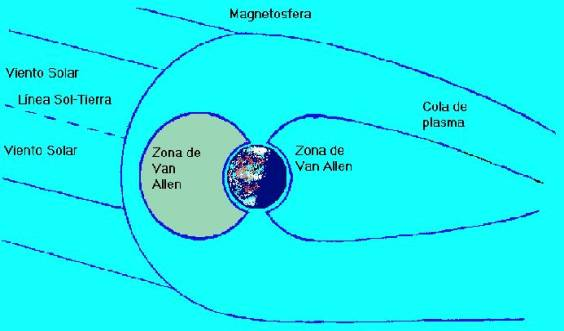 Magnetosfera
Viento Solar
Línea Sol-Tierra
Viento Solar
Zona de
Van
Allen
Zona de
Van Allen
Cola de
plasma